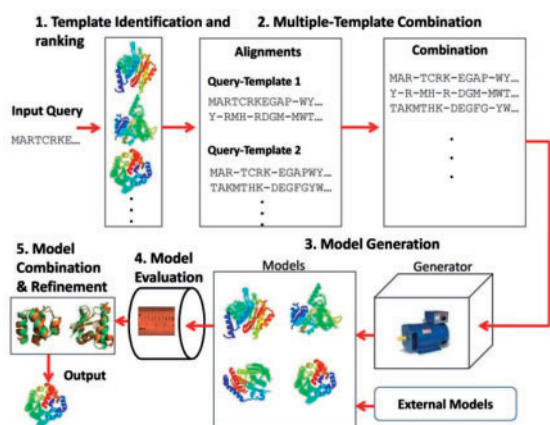 1. Template Identification and
ranking
2. Multiple-Template Combination
Input Query
MARTCRKE...
Alignments
Query-Template 1
MARTCRKEGAP-WY...
Y-RMH-RDGM-MWT...
Query-Template 2
MAR-TCRK-EGAPWY...
TAKMTHK-DEGFGYW...
Combination
MAR-TCRK-EGAP-WY...
Y-R-MH-R-DGM-MWT...
TAKMTHK-DEGFG-YW...
3. Model Generation
Generator
Models
External Models
4. Model
Evaluation
5. Model
Combination
& Refinement
Output